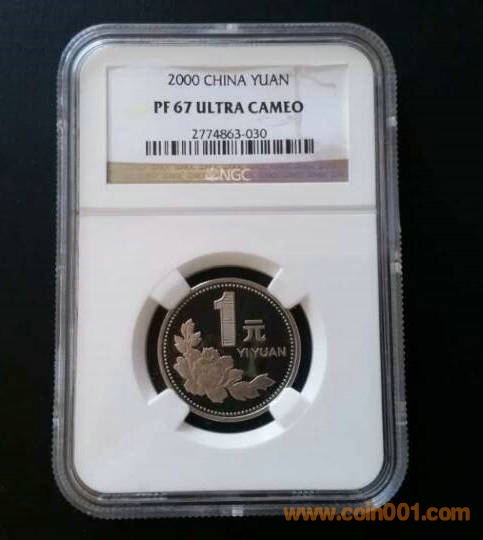 2000 CHINA YUAN
PF 67 ULTRA CAMEO
2774863-030
NGC
1元
YI YUAN
www.coin001.com